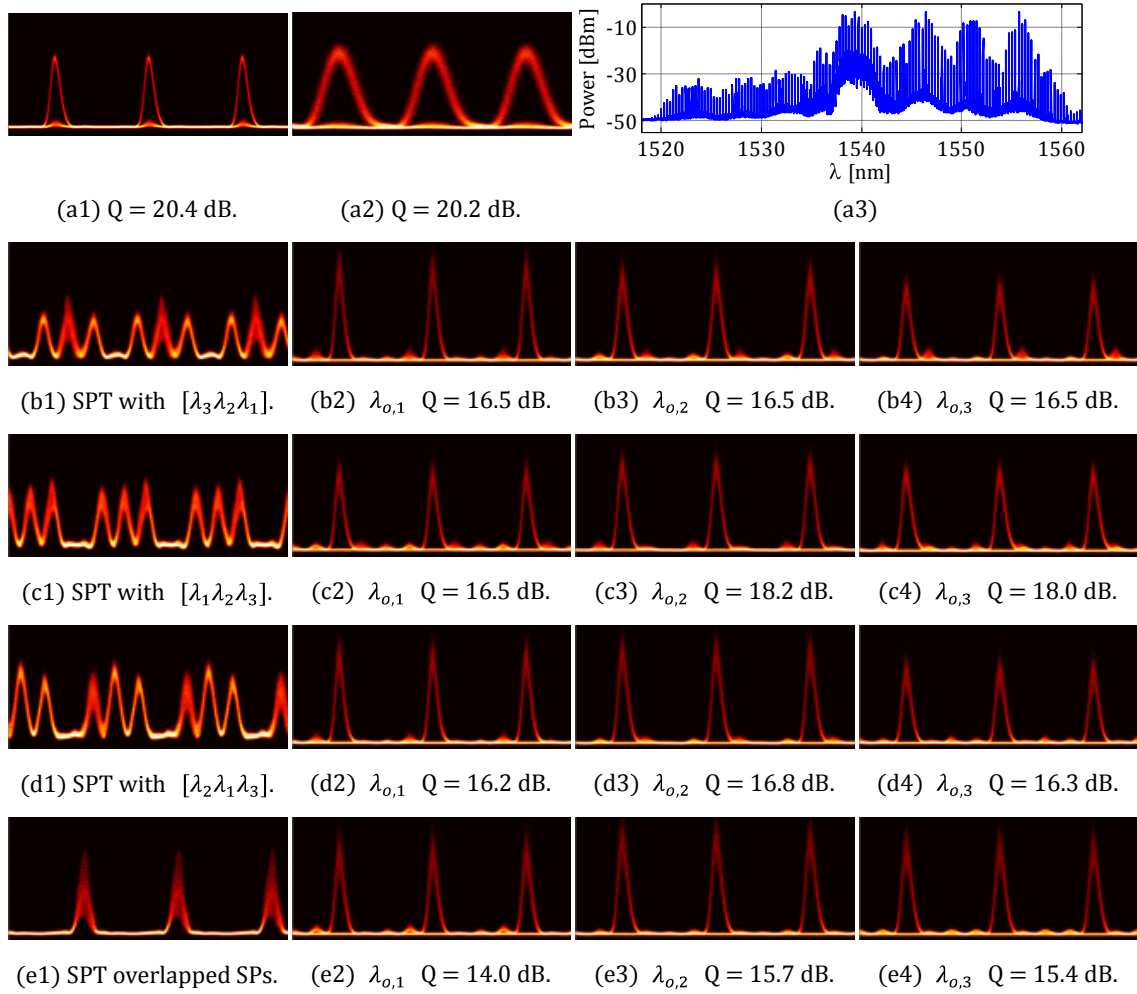 Power [dBm]
-10
-30
-50
1520 1530 1540 1550 1560
λ [nm]
(a1) Q = 20.4 dB. (a2) Q = 20.2 dB. (a3)
(b1) SPT with [λ₃λ₂λ₁]. (b2) λₒ,₁ Q = 16.5 dB. (b3) λₒ,₂ Q = 16.5 dB. (b4) λₒ,₃ Q = 16.5 dB.
(c1) SPT with [λ₁λ₂λ₃]. (c2) λₒ,₁ Q = 16.5 dB. (c3) λₒ,₂ Q = 18.2 dB. (c4) λₒ,₃ Q = 18.0 dB.
(d1) SPT with [λ₂λ₁λ₃]. (d2) λₒ,₁ Q = 16.2 dB. (d3) λₒ,₂ Q = 16.8 dB. (d4) λₒ,₃ Q = 16.3 dB.
(e1) SPT overlapped SPs. (e2) λₒ,₁ Q = 14.0 dB. (e3) λₒ,₂ Q = 15.7 dB. (e4) λₒ,₃ Q = 15.4 dB.